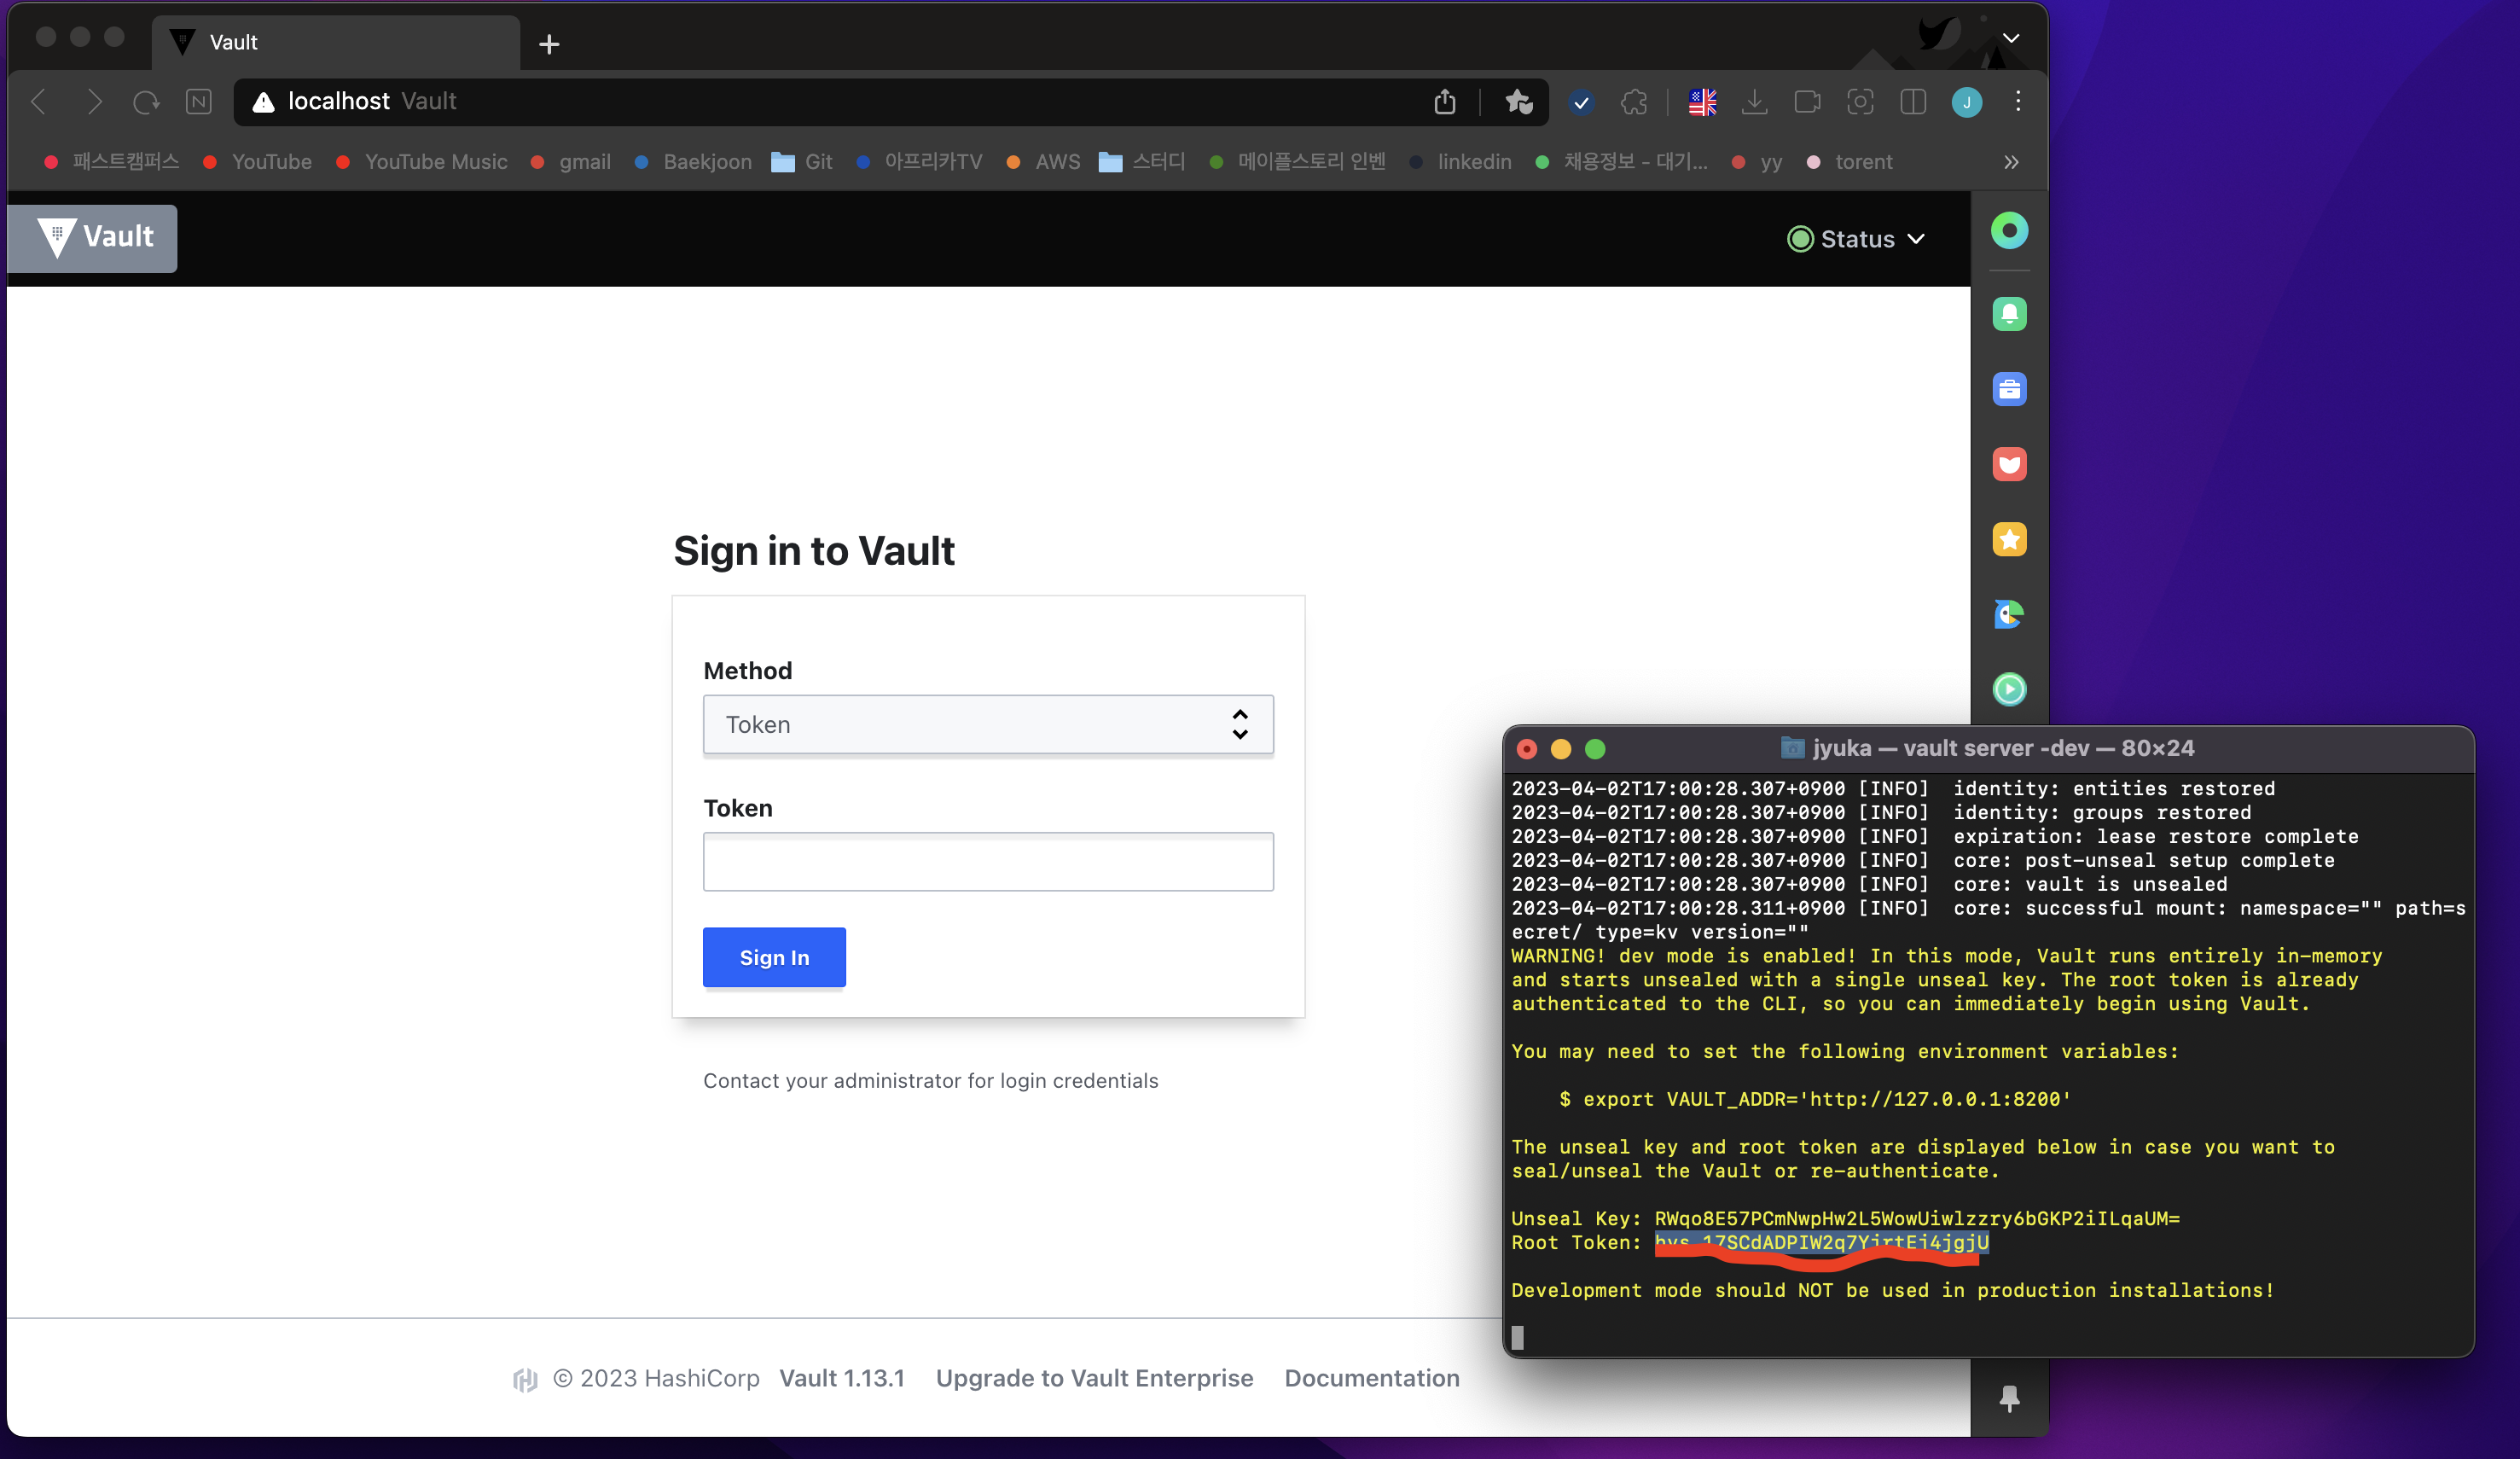 Vault
localhost Vault
패스트캠퍼스 YouTube YouTube Music gmail Baekjoon Git 아프리카TV AWS 스터디 메이플스토리 인벤 linkedin 채용정보 - 대기... yy torent
Vault
Status
Sign in to Vault
Method
Token
Token
Sign In
Contact your administrator for login credentials
© 2023 HashiCorp Vault 1.13.1 Upgrade to Vault Enterprise Documentation
J
N
jyuka — vault server -dev — 80×24
2023-04-02T17:00:28.307+0900 [INFO]  identity: entities restored
2023-04-02T17:00:28.307+0900 [INFO]  identity: groups restored
2023-04-02T17:00:28.307+0900 [INFO]  expiration: lease restore complete
2023-04-02T17:00:28.307+0900 [INFO]  core: post-unseal setup complete
2023-04-02T17:00:28.307+0900 [INFO]  core: vault is unsealed
2023-04-02T17:00:28.311+0900 [INFO]  core: successful mount: namespace="" path=s
ecret/ type=kv version=""
WARNING! dev mode is enabled! In this mode, Vault runs entirely in-memory
and starts unsealed with a single unseal key. The root token is already
authenticated to the CLI, so you can immediately begin using Vault.
You may need to set the following environment variables:
$ export VAULT_ADDR='http://127.0.0.1:8200'
The unseal key and root token are displayed below in case you want to
seal/unseal the Vault or re-authenticate.
Unseal Key: RWqo8E57PCmNwpHw2L5WowUiwlzzry6bGKP2iILqaUM=
Root Token:
Development mode should NOT be used in production installations!